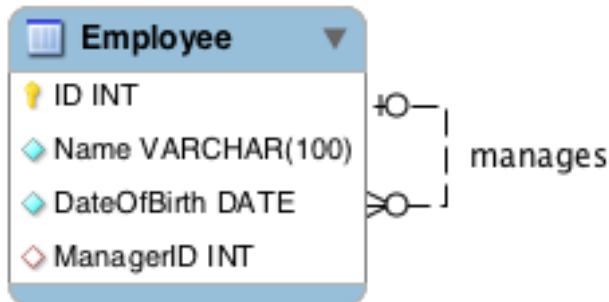 Employee
ID INT
Name VARCHAR(100)
DateOfBirth DATE
ManagerID INT
manages